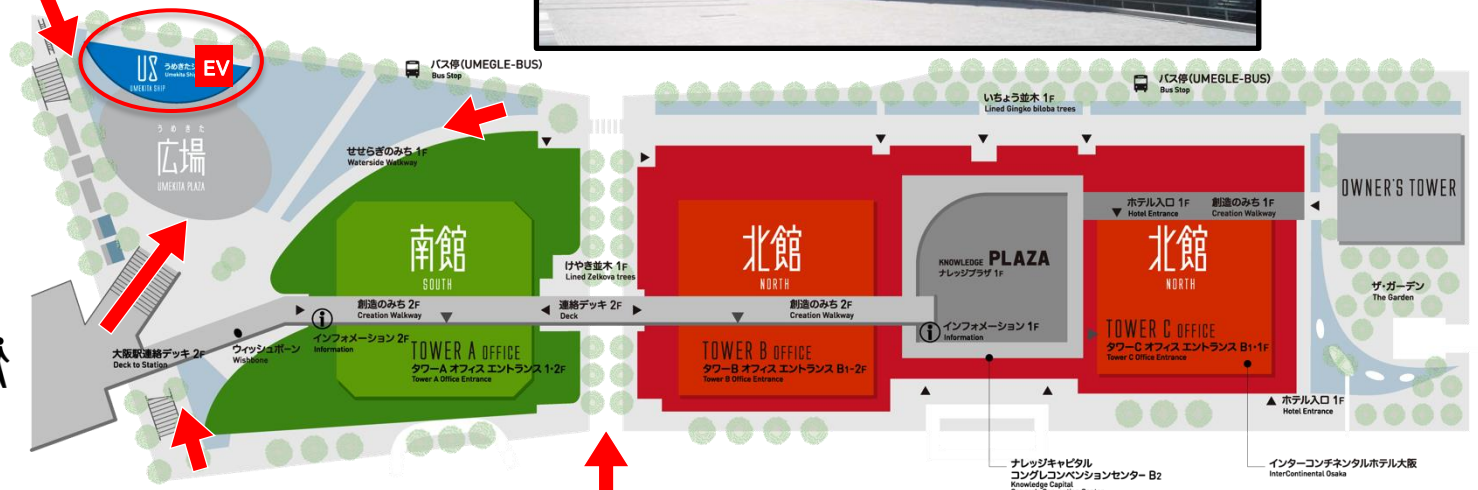 US
うめきたシ
Umekita Shi
UMEKITA SHIP
EV
バス停(UMEGLE-BUS)
Bus Stop
バス停(UMEGLE-BUS)
Bus Stop
いちょう並木 1F
Lined Gingko biloba trees
うめきた
広場
UMEKITA PLAZA
せせらぎのみち 1F
Waterside Walkway
南館
SOUTH
北館
NORTH
KNOWLEDGE PLAZA
ナレッジプラザ 1F
ホテル入口 1F
Hotel Entrance
創造のみち 1F
Creation Walkway
北館
NORTH
OWNER'S TOWER
けやき並木 1F
Lined Zelkova trees
ザ・ガーデン
The Garden
創造のみち 2F
Creation Walkway
連絡デッキ 2F
Deck
創造のみち 2F
Creation Walkway
大阪駅連絡デッキ 2F
Deck to Station
ウィッシュボーン
Wishbone
インフォメーション 2F
Information
インフォメーション 1F
Information
TOWER A OFFICE
タワーA オフィス エントランス 1・2F
Tower A Office Entrance
TOWER B OFFICE
タワーB オフィス エントランス B1-2F
Tower B Office Entrance
TOWER C OFFICE
タワーC オフィス エントランス B1・1F
Tower C Office Entrance
ホテル入口 1F
Hotel Entrance
ナレッジキャピタル
コングレコンベンションセンター B2
Knowledge Capital
インターコンチネンタルホテル大阪
InterContinental Osaka